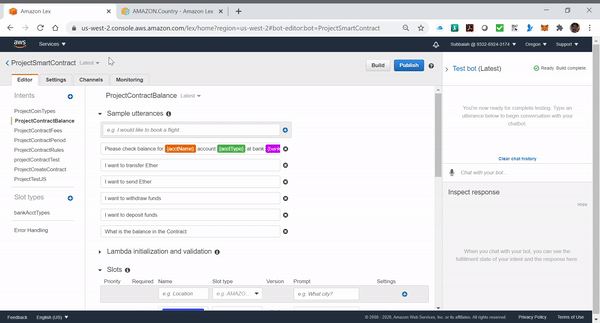 Amazon Lex
AMAZON.Country - Amazon Lex
us-west-2.console.aws.amazon.com/lex/home?region=us-west-2#bot-editor:bot=ProjectSmartContract
aws Services Subbaiah @ 9332-6924-0174 Oregon Support
ProjectSmartContract Latest
Build Publish
Test bot (Latest) Ready. Build complete.
Editor Settings Channels Monitoring
Intents
ProjectCoinTypes
ProjectContractBalance
ProjectContractFees
ProjectContractPeriod
ProjectContractRules
projectContractTest
ProjectCreateContract
ProjectTestUS
Slot types
bankAcctTypes
Error Handling
ProjectContractBalance Latest
Sample utterances
e.g. I would like to book a flight.
Please check balance for {acctName} account {acctType} at bank {bank
I want to transfer Ether
I want to send Ether
I want to withdraw funds
I want to deposit funds
What is the balance in the Contract
Lambda initialization and validation
Slots
Priority Required Name Slot type Version Prompt Settings
e.g. Location e.g. AMAZO... e.g. What city?
You're now ready for complete testing. Type an
utterance below to begin conversation with your
chatbot.
Clear chat history
Chat with your bot...
Inspect response
Hide
When you chat with your bot, you can see the
fulfillment state of your intent and the response here
Feedback English (US) © 2008 - 2020, Amazon Web Services, Inc. or its affiliates. All rights reserved. Privacy Policy Terms of Use